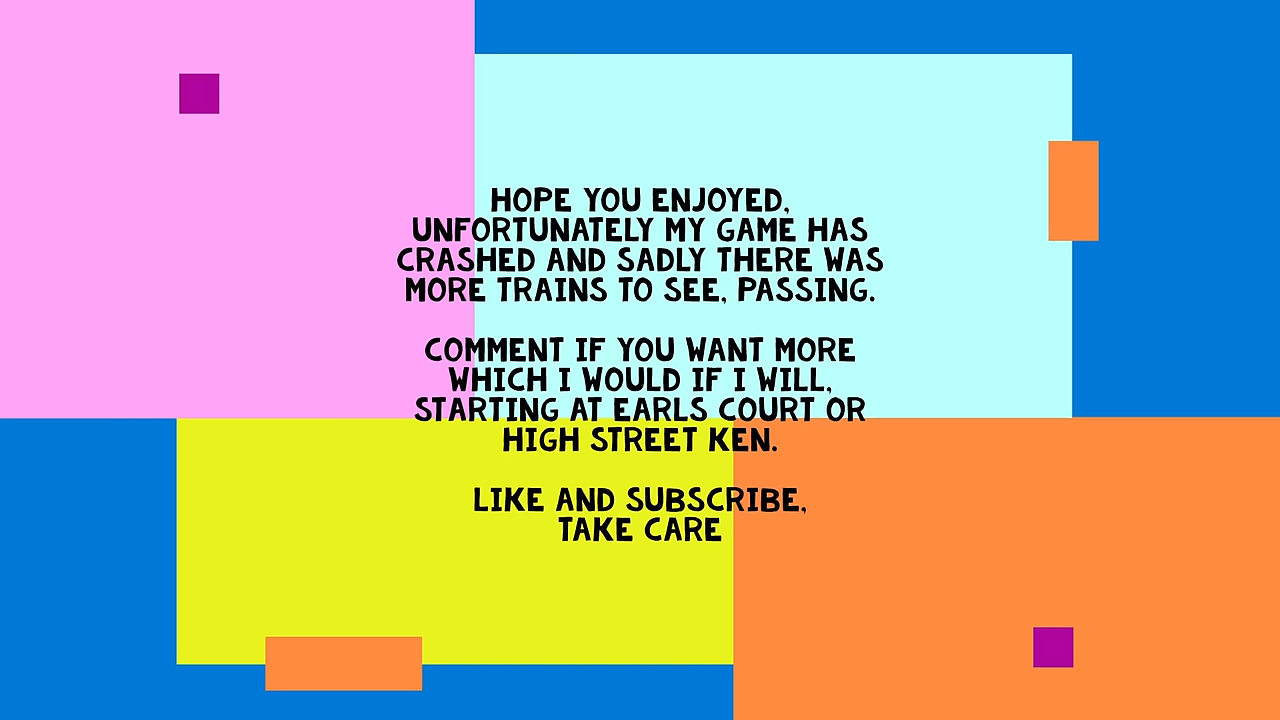 HOPE YOU ENJOYED,
UNFORTUNATELY MY GAME HAS
CRASHED AND SADLY THERE WAS
MORE TRAINS TO SEE, PASSING.
COMMENT IF YOU WANT MORE
WHICH I WOULD IF I WILL,
STARTING AT EARLS COURT OR
HIGH STREET KEN.
LIKE AND SUBSCRIBE,
TAKE CARE